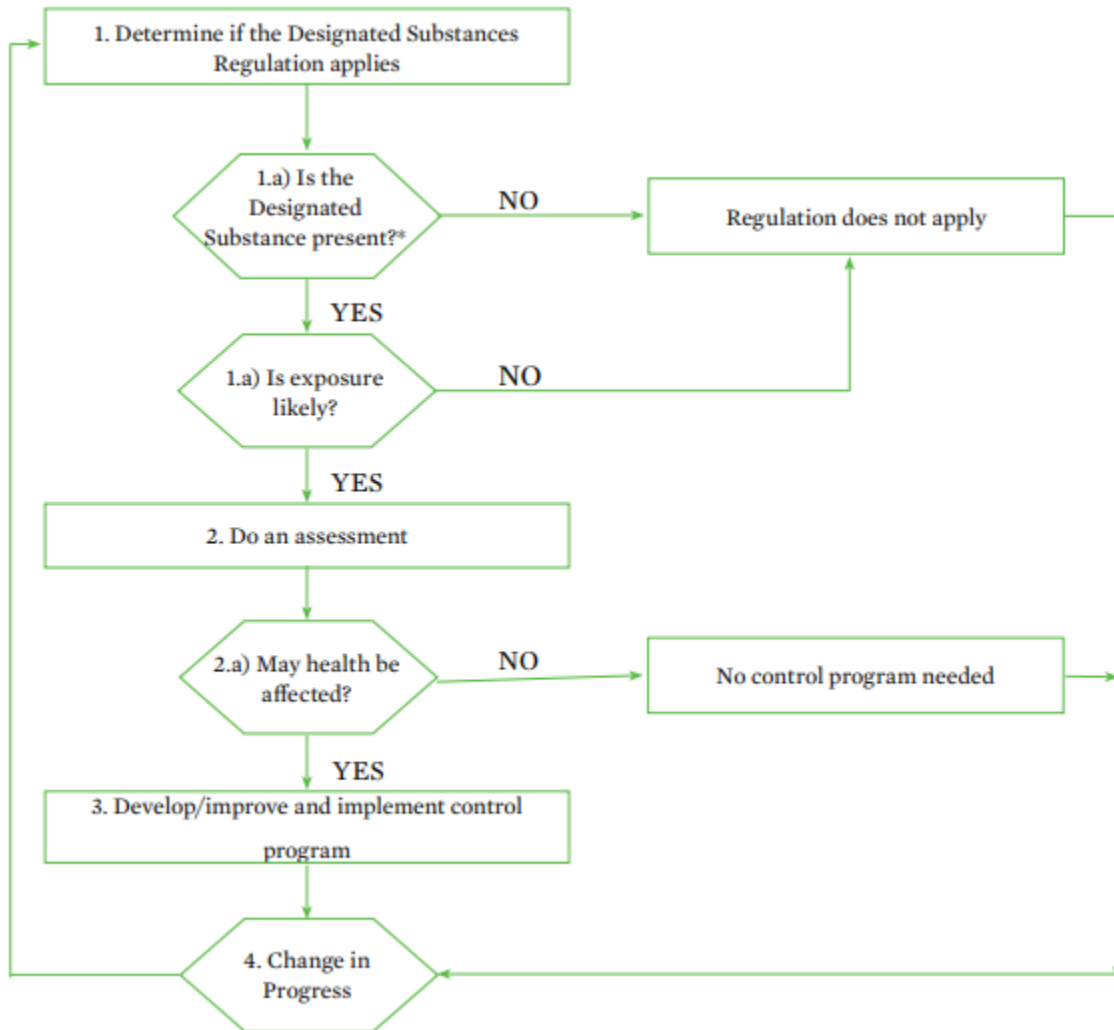 1. Determine if the Designated Substances
Regulation applies
1.a) Is the
Designated
Substance present?*
NO
Regulation does not apply
YES
1.a) Is exposure
likely?
NO
YES
2. Do an assessment
2.a) May health be
affected?
NO
No control program needed
YES
3. Develop/improve and implement control
program
4. Change in
Progress